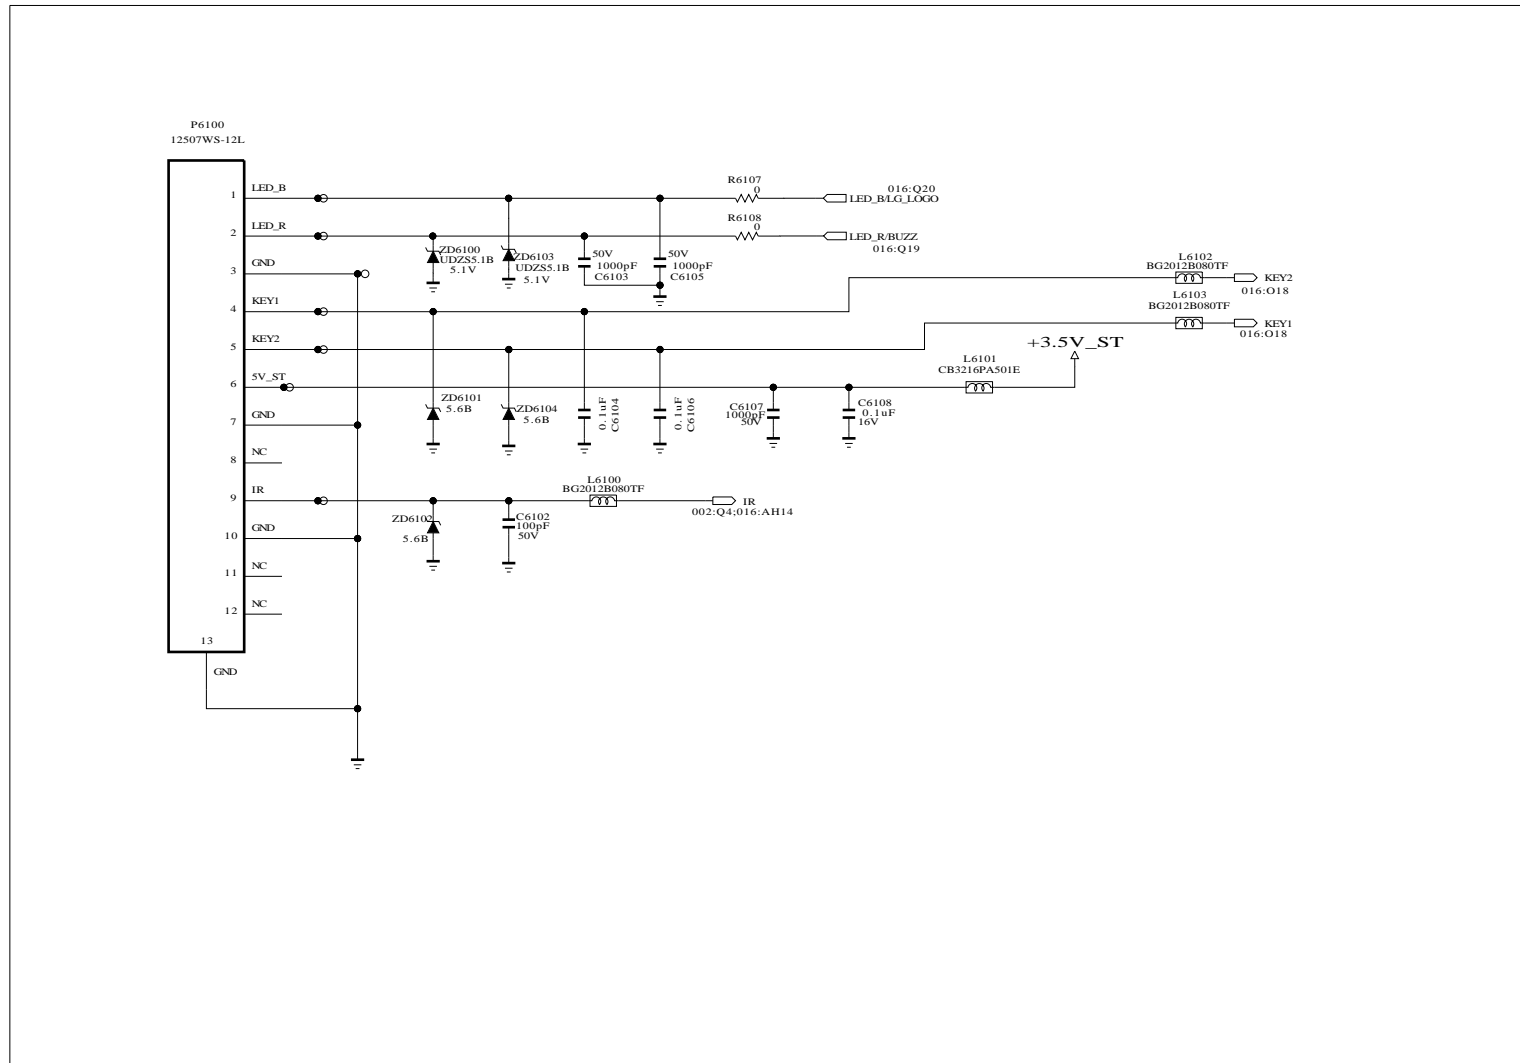 P6100
12507WS-12L
1
LED_B
R6107
0
016:Q20
LED_B/LG_LOGO
2
LED_R
R6108
0
LED_R/BUZZ
016:Q19
ZD6100
UDZS5.1B
5.1V
ZD6103
UDZS5.1B
5.1V
50V
1000pF
C6103
50V
1000pF
C6105
3
GND
L6102
BG2012B080TF
KEY2
016:O18
4
KEY1
L6103
BG2012B080TF
KEY1
016:O18
5
KEY2
+3.5V_ST
6
5V_ST
L6101
CB3216PA501E
ZD6101
5.6B
ZD6104
5.6B
0.1uF
C6104
0.1uF
C6106
C6107
1000pF
50V
C6108
0.1uF
16V
7
GND
8
NC
9
IR
L6100
BG2012B080TF
IR
002:Q4;016:AH14
ZD6102
5.6B
C6102
100pF
50V
10
GND
11
NC
12
NC
13
GND